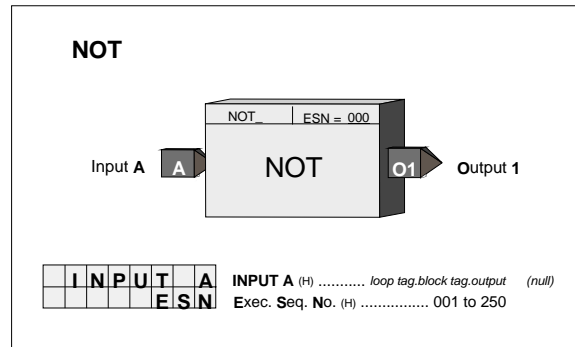 NOT
NOT_ ESN = 000
Input A A NOT O1 Output 1
INPUT A INPUT A (H) ........... loop tag.block tag.output (null)
ESN Exec. Seq. No. (H) ................ 001 to 250